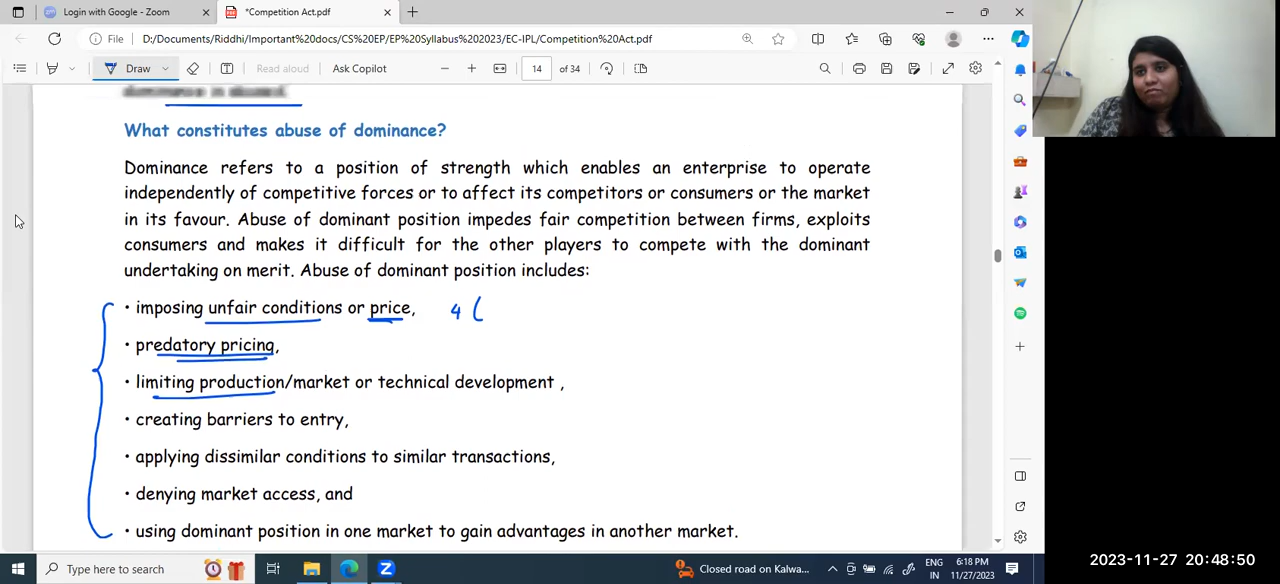 Login with Google - Zoom
*Competition Act.pdf
File
D:/Documents/Riddhi/Important%20docs/CS%20EP/EP%20Syllabus%202023/EC-IPL/Competition%20Act.pdf
Draw
Read aloud
Ask Copilot
14 of 34
What constitutes abuse of dominance?
Dominance refers to a position of strength which enables an enterprise to operate
independently of competitive forces or to affect its competitors or consumers or the market
in its favour. Abuse of dominant position impedes fair competition between firms, exploits
consumers and makes it difficult for the other players to compete with the dominant
undertaking on merit. Abuse of dominant position includes:
• imposing unfair conditions or price, 4 (
• predatory pricing,
• limiting production/market or technical development ,
• creating barriers to entry,
• applying dissimilar conditions to similar transactions,
• denying market access, and
• using dominant position in one market to gain advantages in another market.
Type here to search
Closed road on Kalwa...
ENG
IN
6:18 PM
11/27/2023
2023-11-27 20:48:50